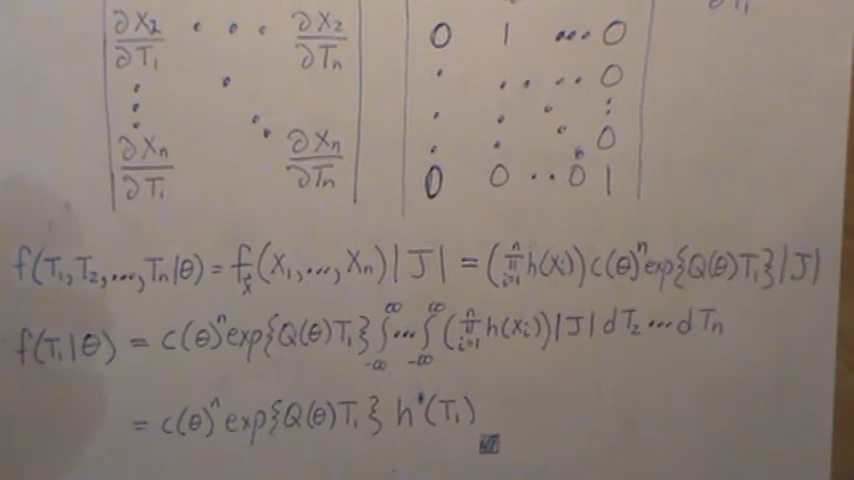 ∂X₂/∂T₁ . . . ∂X₂/∂Tₙ | 0 1 ... 0
. . . . . . 0
∂Xₙ/∂T₁ ∂Xₙ/∂Tₙ | 0 0 .. 0 1
f(T₁,T₂,...,Tₙ|θ) = f_x(X₁,...,Xₙ)|J| = (∏ᵢ₌₁ⁿ h(xᵢ)) c(θ)ⁿ exp{Q(θ)T₁}|J|
f(T₁|θ) = c(θ)ⁿ exp{Q(θ)T₁} ∫_{-∞}^{∞} ... ∫_{-∞}^{∞} (∏ᵢ₌₁ⁿ h(xᵢ))|J| dT₂...dTₙ
= c(θ)ⁿ exp{Q(θ)T₁} h*(T₁)